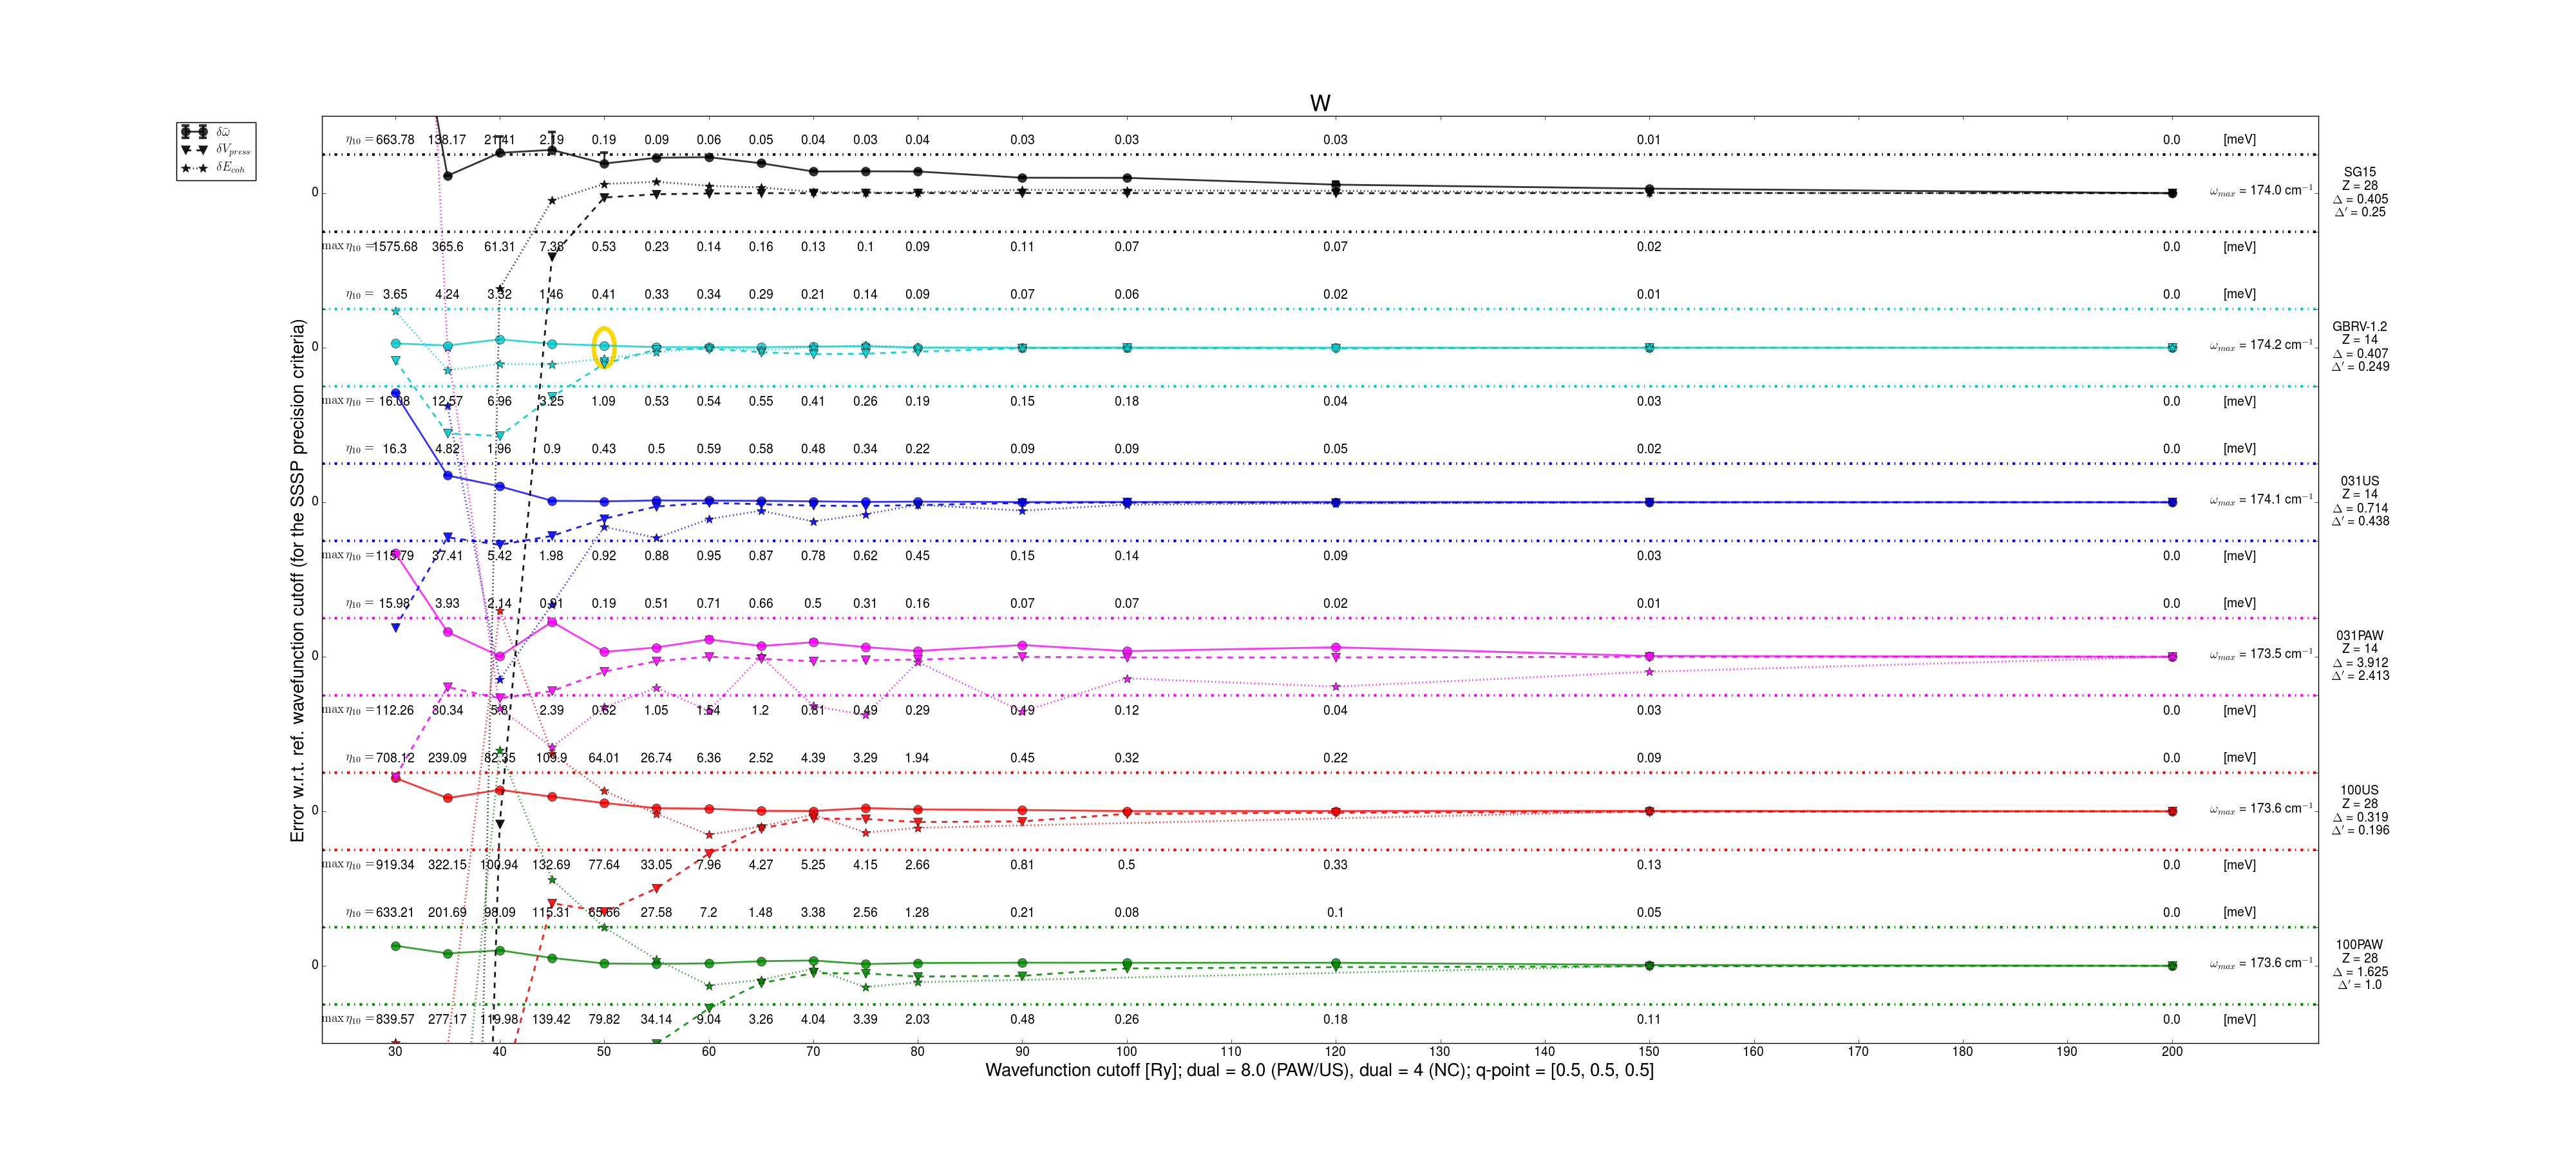 W
δω̄
δV_press
δE_coh
Error w.r.t. ref. wavefunction cutoff (for the SSSP precision criteria)
η₁₀ = 663.78 138.17 21.41 2.19 0.19 0.09 0.06 0.05 0.04 0.03 0.04 0.03 0.03 0.03 0.01 0.0 [meV]
0
ω_max = 174.0 cm⁻¹
SG15
Z = 28
Δ = 0.405
Δ′ = 0.25
max η₁₀ = 1575.68 365.6 61.31 7.38 0.53 0.23 0.14 0.16 0.13 0.1 0.09 0.11 0.07 0.07 0.02 0.0 [meV]
η₁₀ = 3.65 4.24 3.32 1.46 0.41 0.33 0.34 0.29 0.21 0.14 0.09 0.07 0.06 0.02 0.01 0.0 [meV]
0
ω_max = 174.2 cm⁻¹
GBRV-1.2
Z = 14
Δ = 0.407
Δ′ = 0.249
max η₁₀ = 16.08 12.57 6.96 3.25 1.09 0.53 0.54 0.55 0.41 0.26 0.19 0.15 0.18 0.04 0.03 0.0 [meV]
η₁₀ = 16.3 4.82 1.96 0.9 0.43 0.5 0.59 0.58 0.48 0.34 0.22 0.09 0.09 0.05 0.02 0.0 [meV]
0
ω_max = 174.1 cm⁻¹
031US
Z = 14
Δ = 0.714
Δ′ = 0.438
max η₁₀ = 115.79 37.41 5.42 1.98 0.92 0.88 0.95 0.87 0.78 0.62 0.45 0.15 0.14 0.09 0.03 0.0 [meV]
η₁₀ = 15.98 3.93 2.14 0.91 0.19 0.51 0.71 0.66 0.5 0.31 0.16 0.07 0.07 0.02 0.01 0.0 [meV]
0
ω_max = 173.5 cm⁻¹
031PAW
Z = 14
Δ = 3.912
Δ′ = 2.413
max η₁₀ = 112.26 30.34 5.8 2.39 0.62 1.05 1.54 1.2 0.81 0.49 0.29 0.19 0.12 0.04 0.03 0.0 [meV]
η₁₀ = 708.12 239.09 82.35 109.9 64.01 26.74 6.36 2.52 4.39 3.29 1.94 0.45 0.32 0.22 0.09 0.0 [meV]
0
ω_max = 173.6 cm⁻¹
100US
Z = 28
Δ = 0.319
Δ′ = 0.196
max η₁₀ = 919.34 322.15 100.94 132.69 77.64 33.05 7.96 4.27 5.25 4.15 2.66 0.81 0.5 0.33 0.13 0.0 [meV]
η₁₀ = 633.21 201.69 98.09 115.31 65.66 27.58 7.2 1.48 3.38 2.56 1.28 0.21 0.08 0.1 0.05 0.0 [meV]
0
ω_max = 173.6 cm⁻¹
100PAW
Z = 28
Δ = 1.625
Δ′ = 1.0
max η₁₀ = 839.57 277.17 119.98 139.42 79.82 34.14 9.04 3.26 4.04 3.39 2.03 0.48 0.26 0.18 0.11 0.0 [meV]
30 40 50 60 70 80 90 100 110 120 130 140 150 160 170 180 190 200
Wavefunction cutoff [Ry]; dual = 8.0 (PAW/US), dual = 4 (NC); q-point = [0.5, 0.5, 0.5]